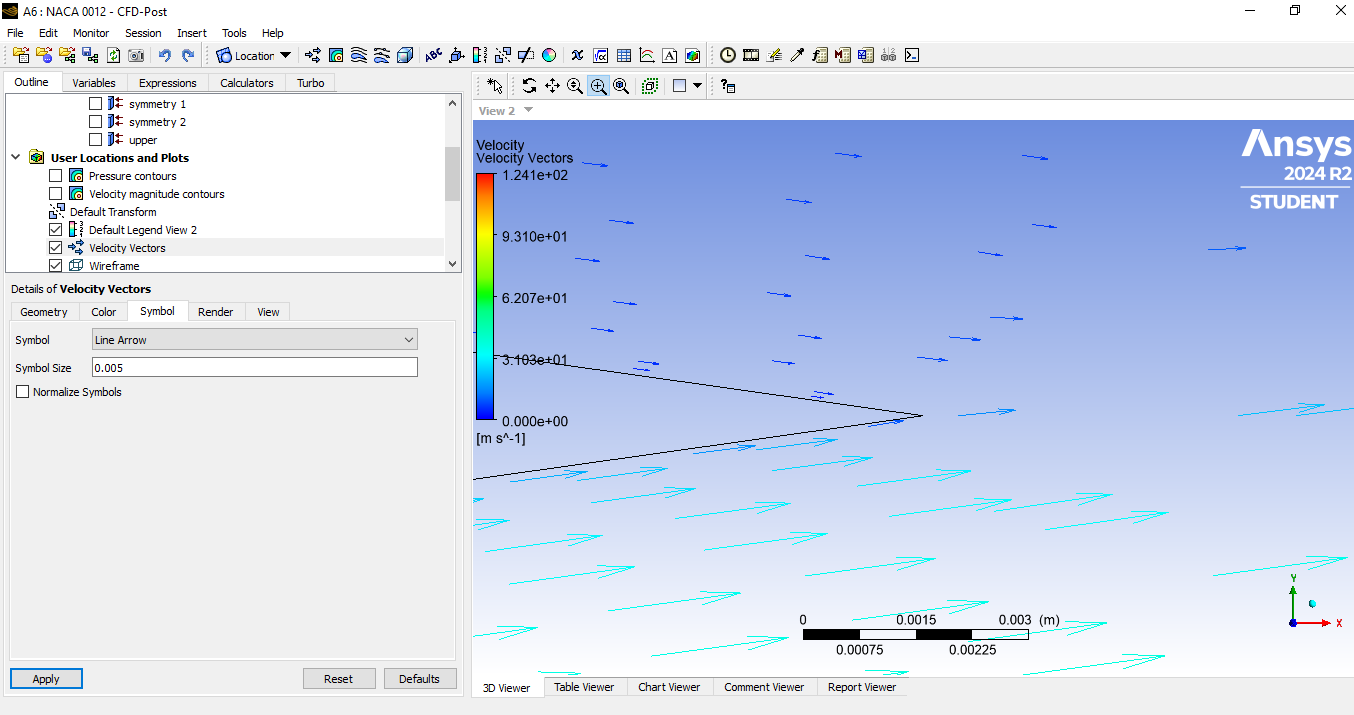 A6 : NACA 0012 - CFD-Post
File Edit Monitor Session Insert Tools Help
Location
Outline Variables Expressions Calculators Turbo
symmetry 1
symmetry 2
upper
User Locations and Plots
Pressure contours
Velocity magnitude contours
Default Transform
Default Legend View 2
Velocity Vectors
Wireframe
Details of Velocity Vectors
Geometry Color Symbol Render View
Symbol Line Arrow
Symbol Size 0.005
Normalize Symbols
Apply Reset Defaults
View 2
Velocity
Velocity Vectors
1.241e+02
9.310e+01
6.207e+01
3.103e+01
0.000e+00
[m s^-1]
Ansys
2024 R2
STUDENT
0 0.0015 0.003 (m)
0.00075 0.00225
Y
X
3D Viewer Table Viewer Chart Viewer Comment Viewer Report Viewer